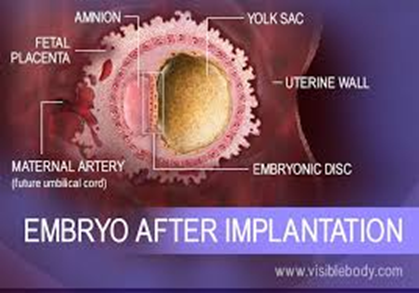 AMNION
YOLK SAC
FETAL
PLACENTA
UTERINE WALL
MATERNAL ARTERY
(future umbilical cord)
EMBRYONIC DISC
EMBRYO AFTER IMPLANTATION
www.visiblebody.com